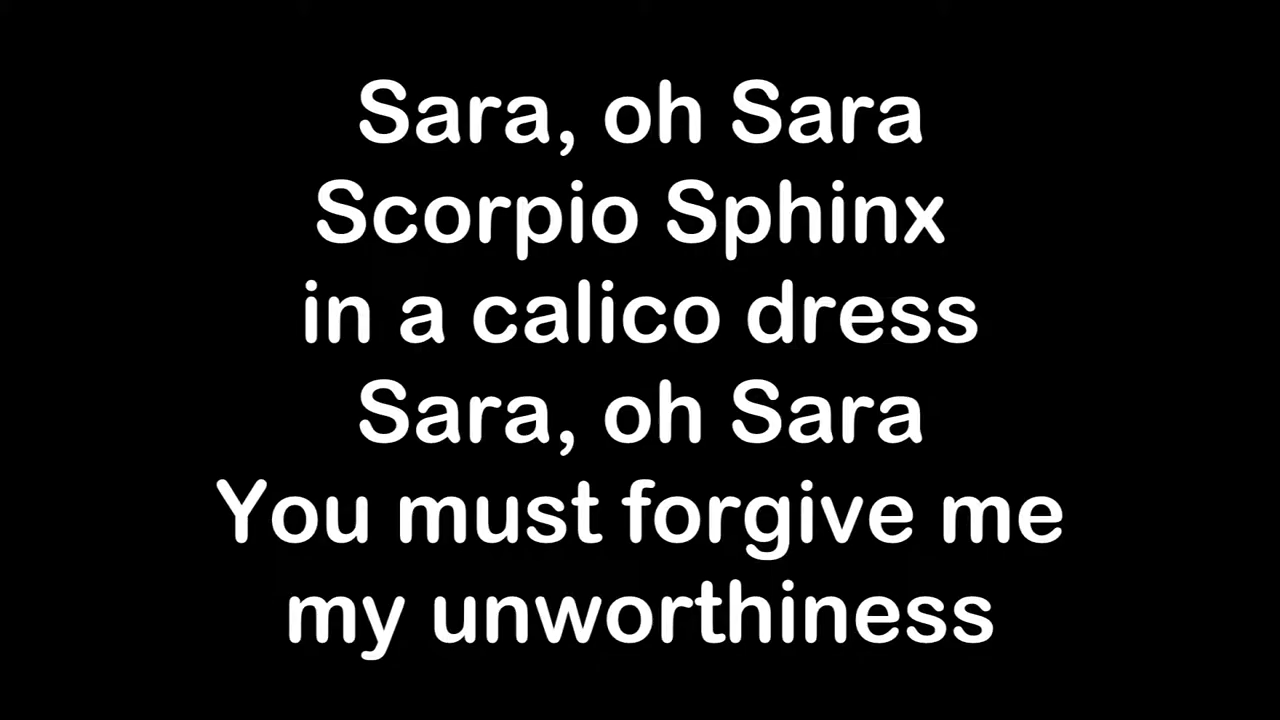 Sara, oh Sara
Scorpio Sphinx
in a calico dress
Sara, oh Sara
You must forgive me
my unworthiness